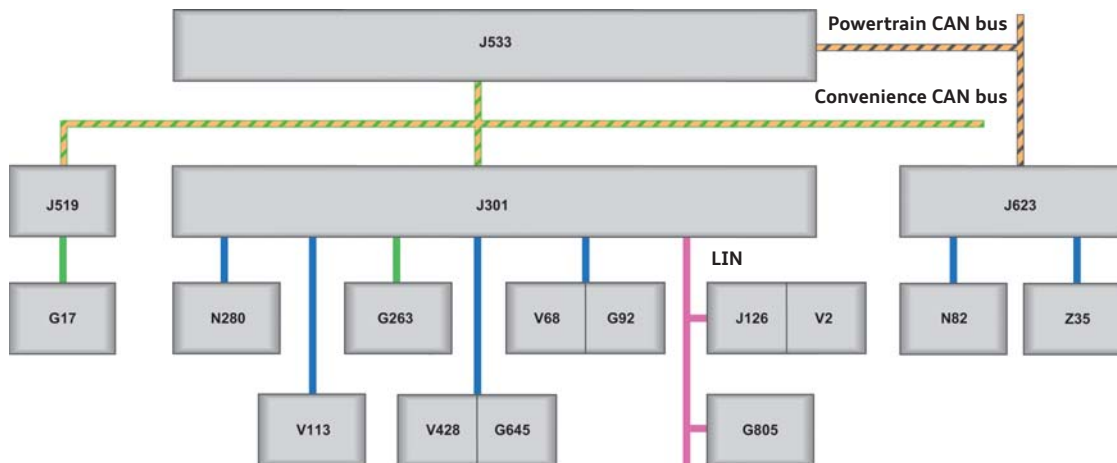 J533
Powertrain CAN bus
Convenience CAN bus
J519
J301
J623
LIN
G17
N280
G263
V68
G92
J126
V2
N82
Z35
V113
V428
G645
G805